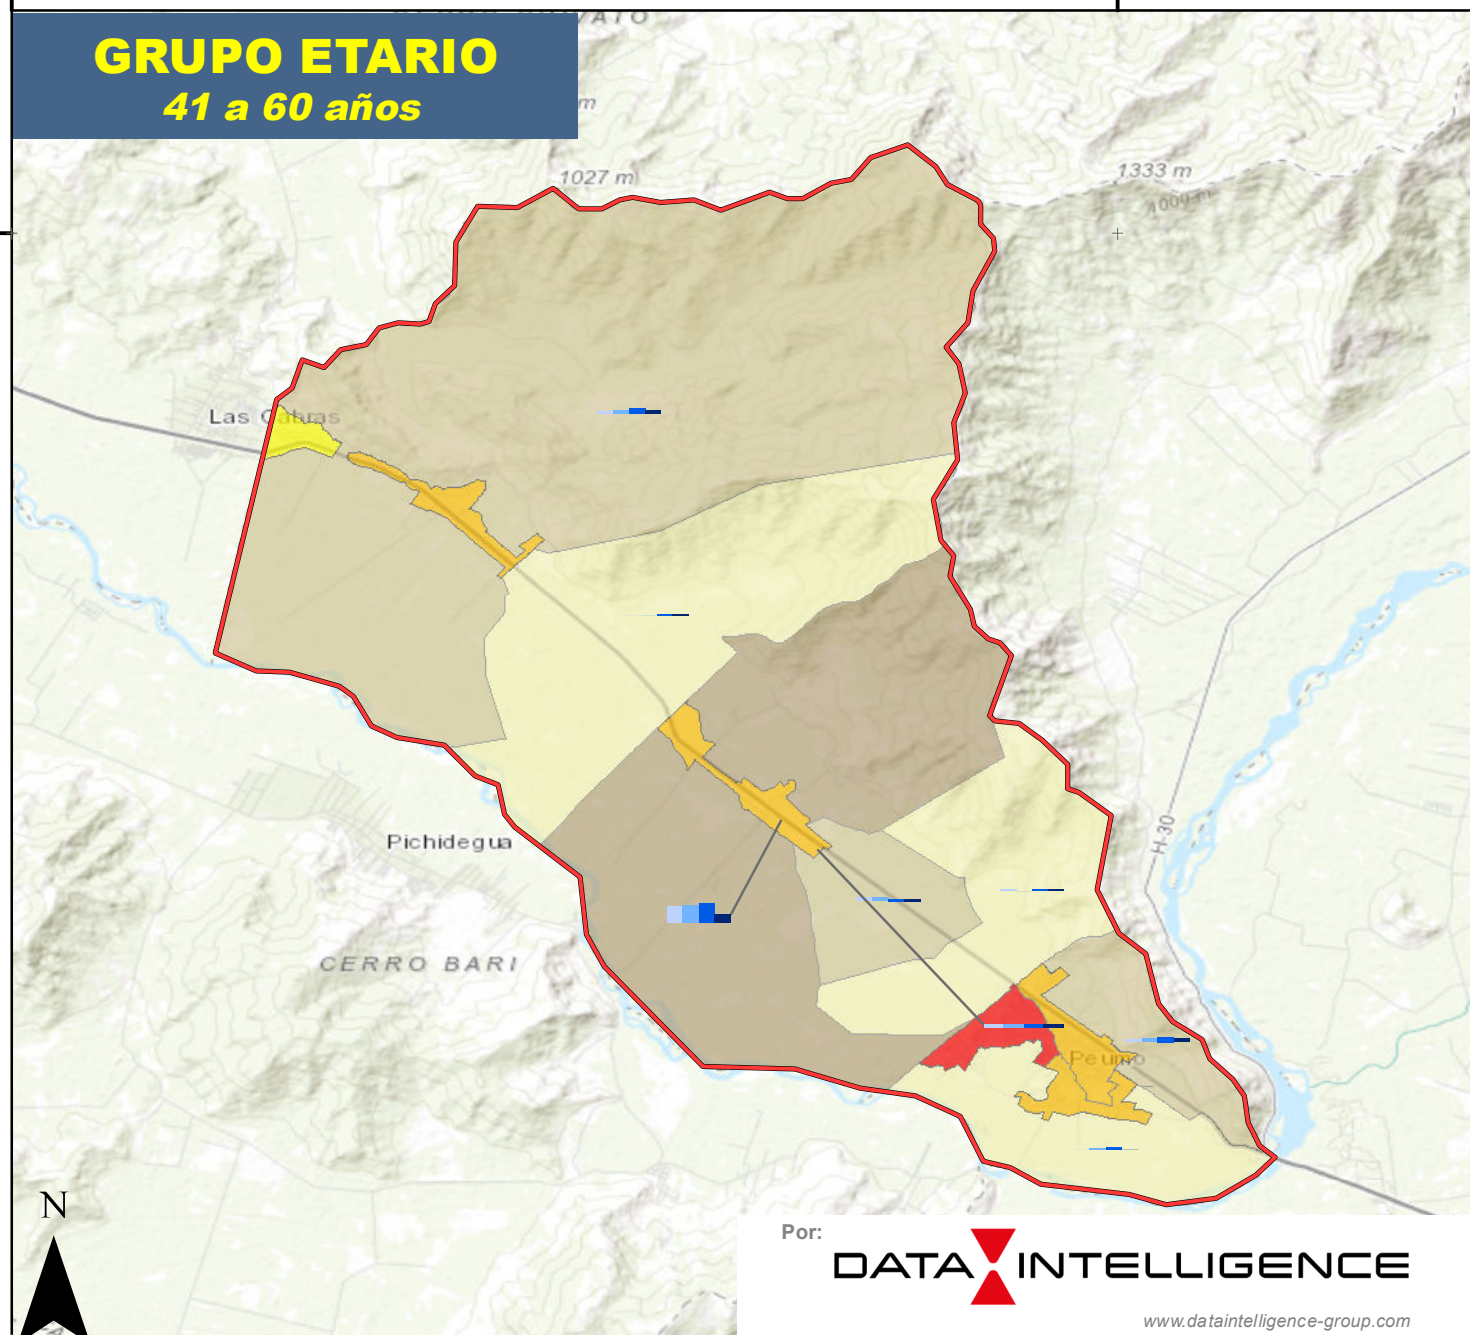 GRUPO ETARIO
41 a 60 años
m
1027 m
1333 m
1000 m
Las Cabras
H-30
Pichidegua
CERRO BARI
Peumo
N
Por:
DATA INTELLIGENCE
www.dataintelligence-group.com